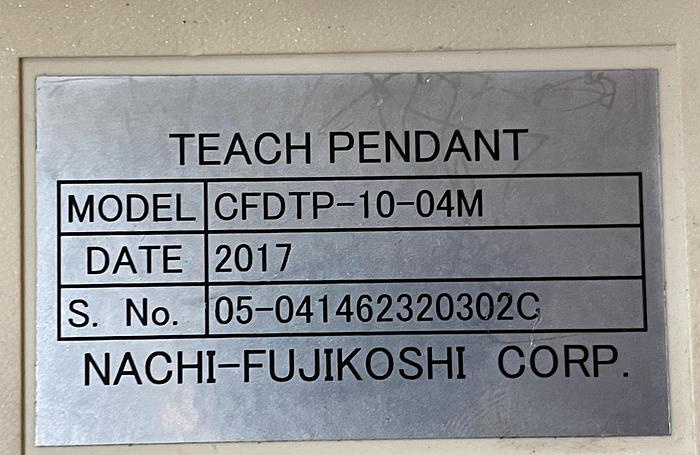 TEACH PENDANT
MODEL CFDTP-10-04M
DATE 2017
S. No. 05-041462320302C
NACHI-FUJIKOSHI CORP.